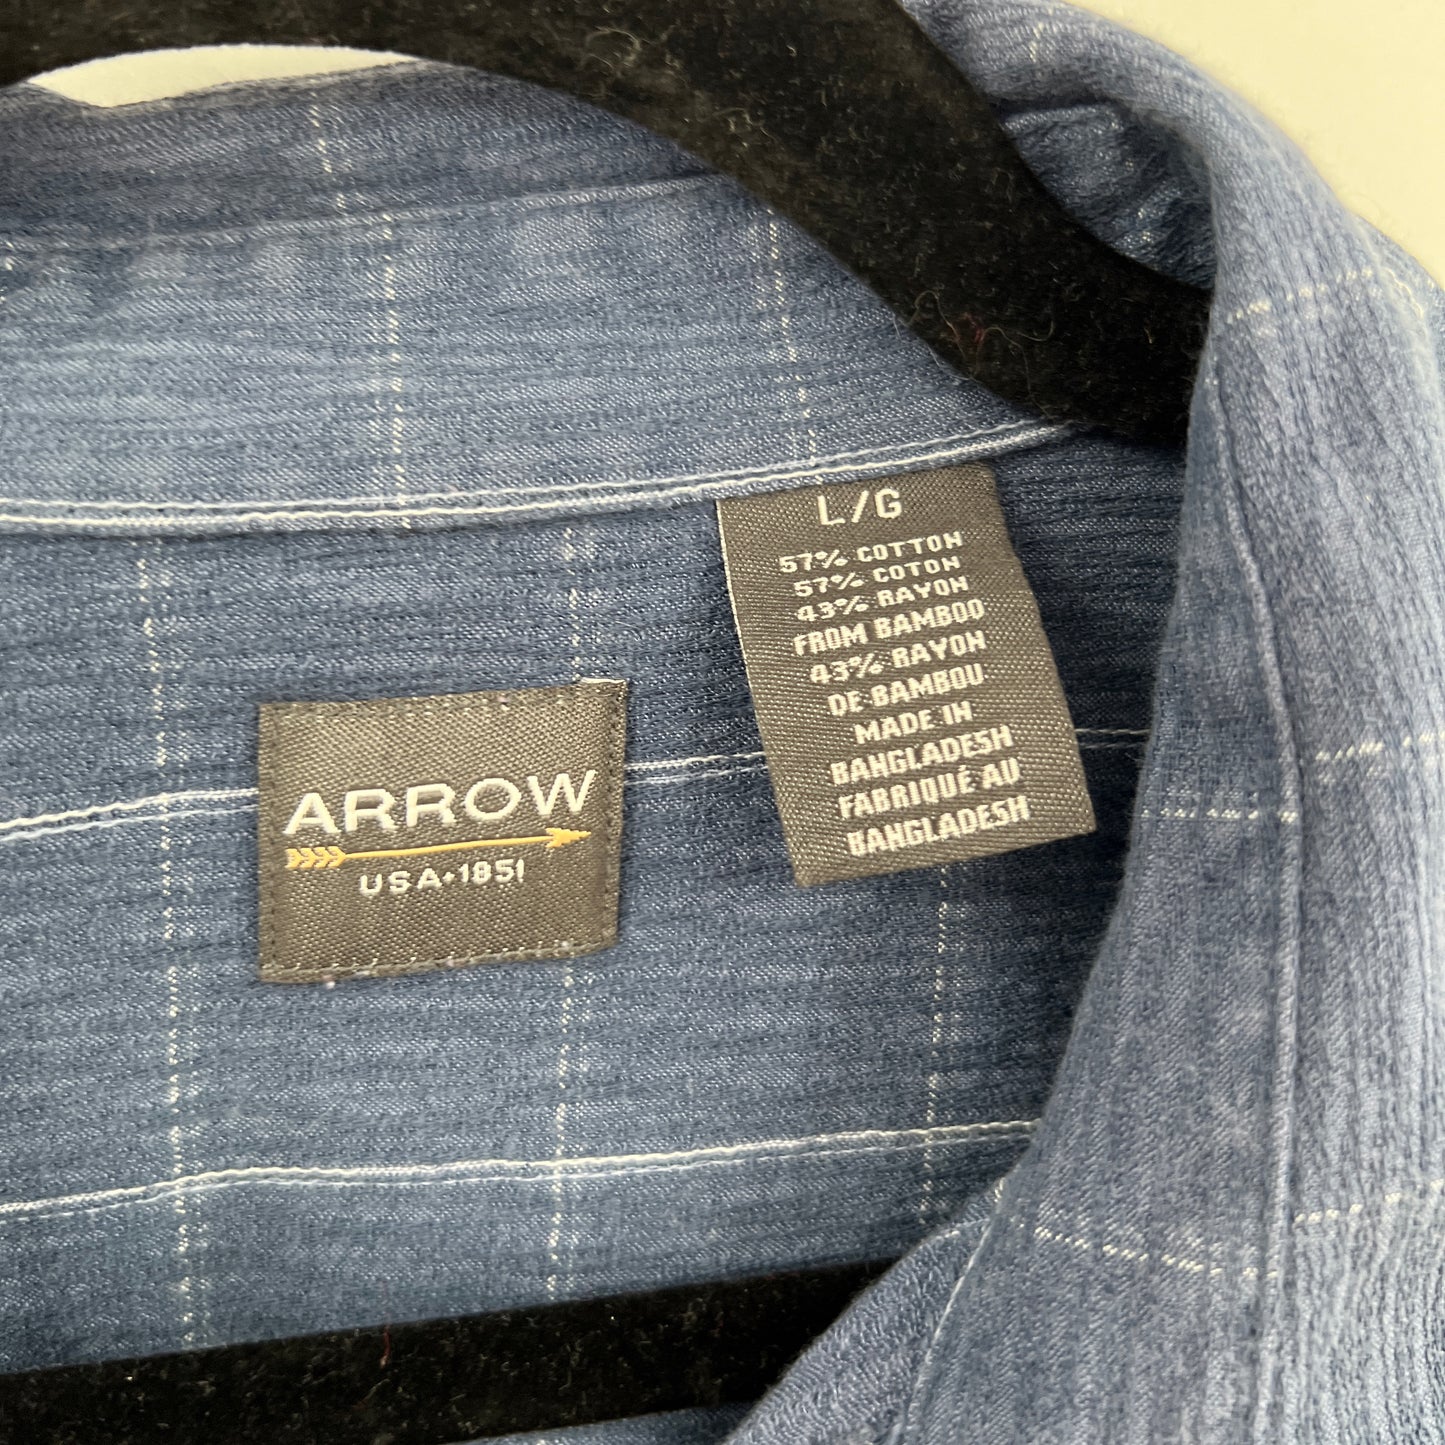 L/G
57% COTTON
57% COTON
43% RAYON
FROM BAMBOO
43% RAYON
DE BAMBOU
MADE IN
BANGLADESH
FABRIQUÉ AU
BANGLADESH
ARROW
USA•1851